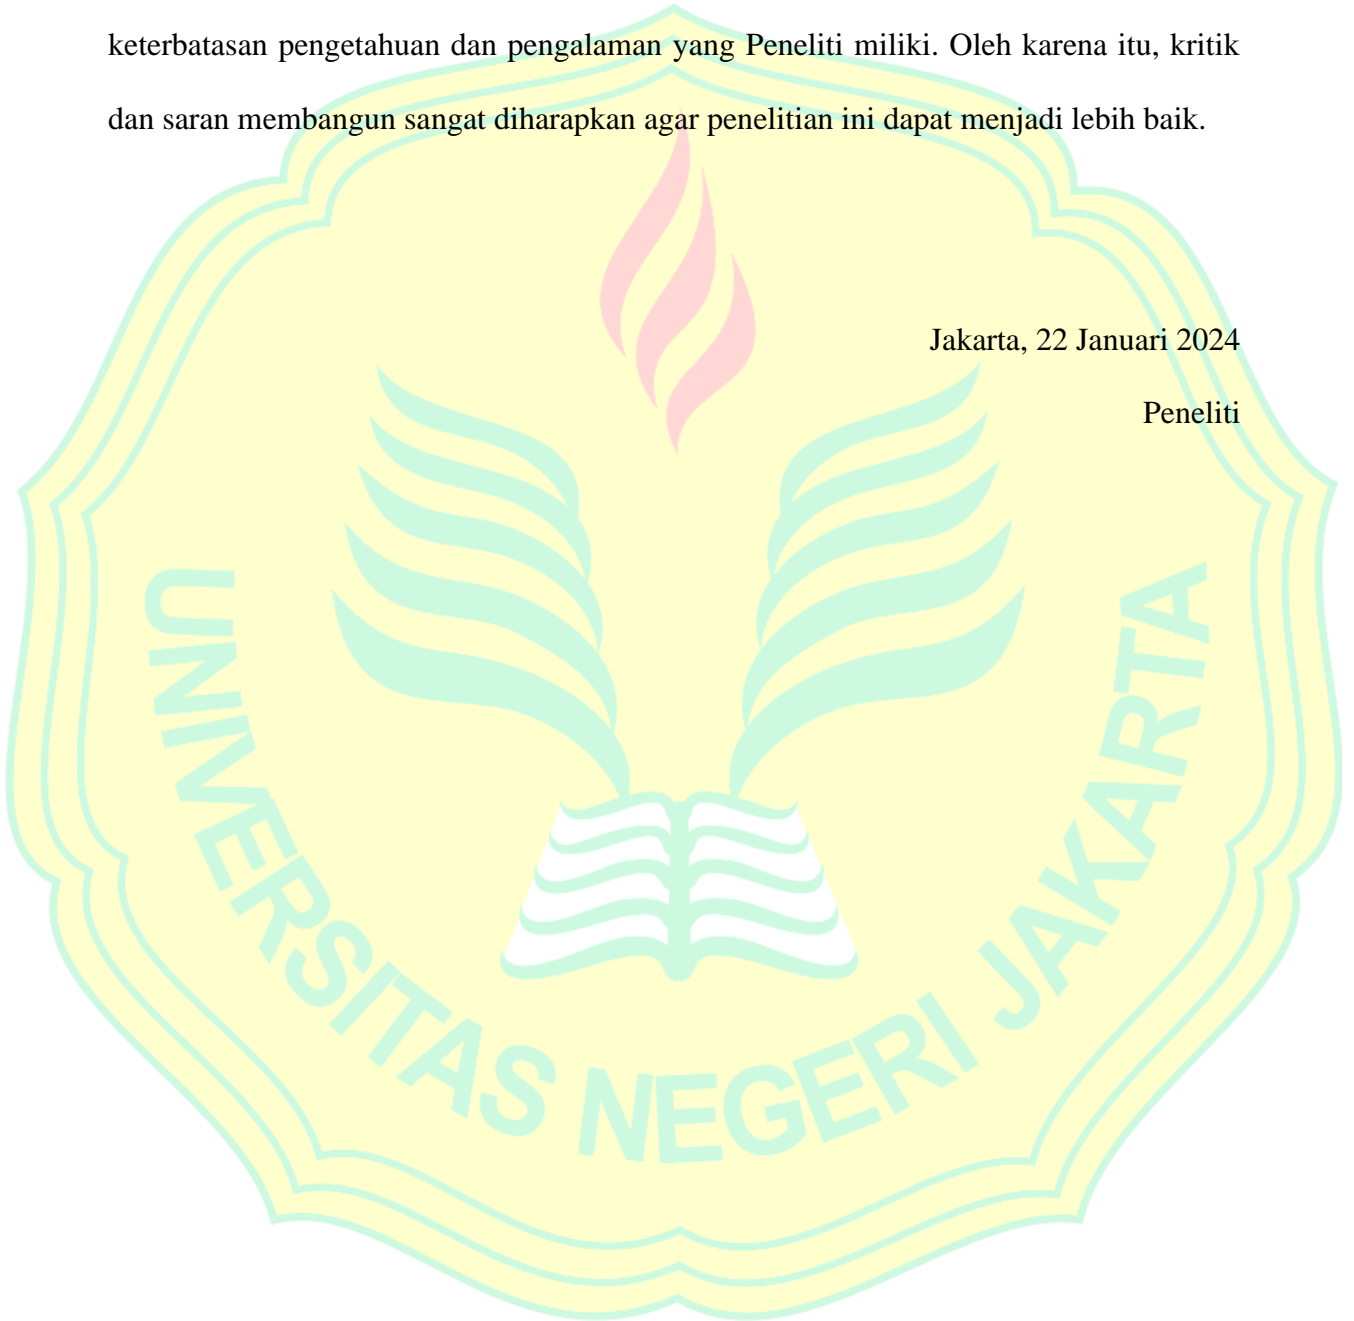 keterbatasan pengetahuan dan pengalaman yang Peneliti miliki. Oleh karena itu, kritik
dan saran membangun sangat diharapkan agar penelitian ini dapat menjadi lebih baik.
Jakarta, 22 Januari 2024
Peneliti
UNIVERSITAS NEGERI JAKARTA